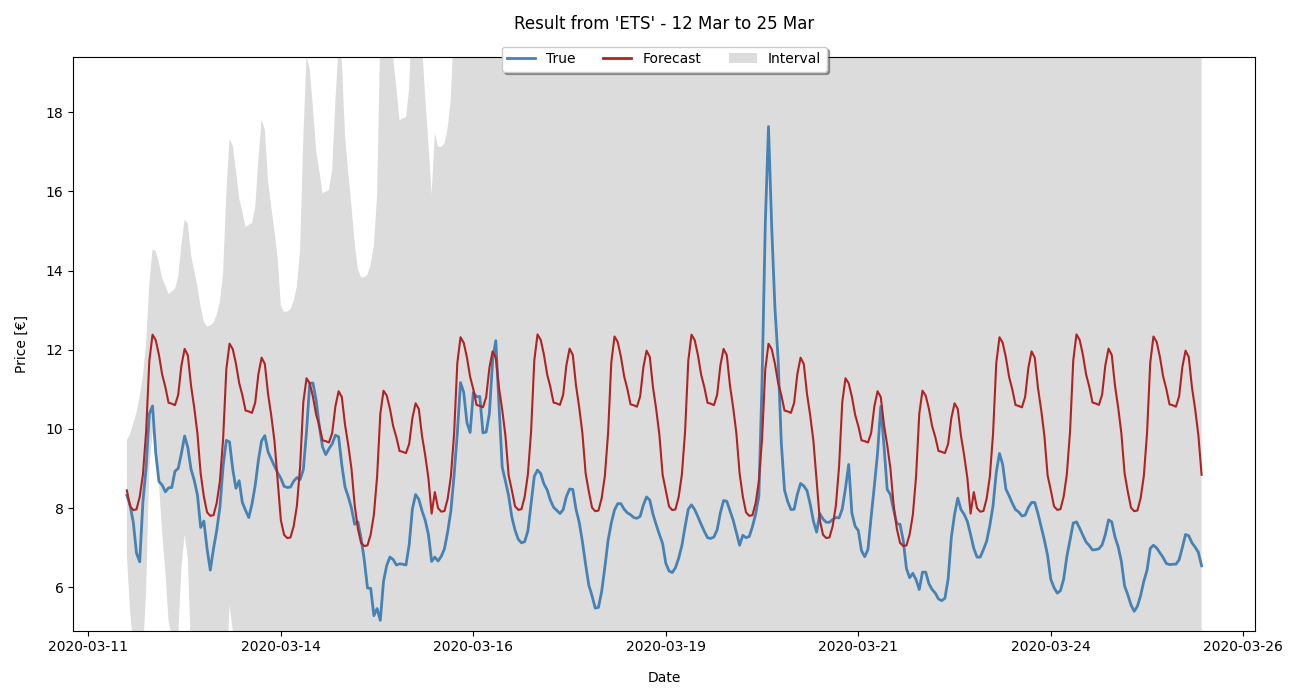 Result from 'ETS' - 12 Mar to 25 Mar
True Forecast Interval
18
16
14
12
10
8
6
Price [€]
2020-03-11 2020-03-14 2020-03-16 2020-03-19 2020-03-21 2020-03-24 2020-03-26
Date